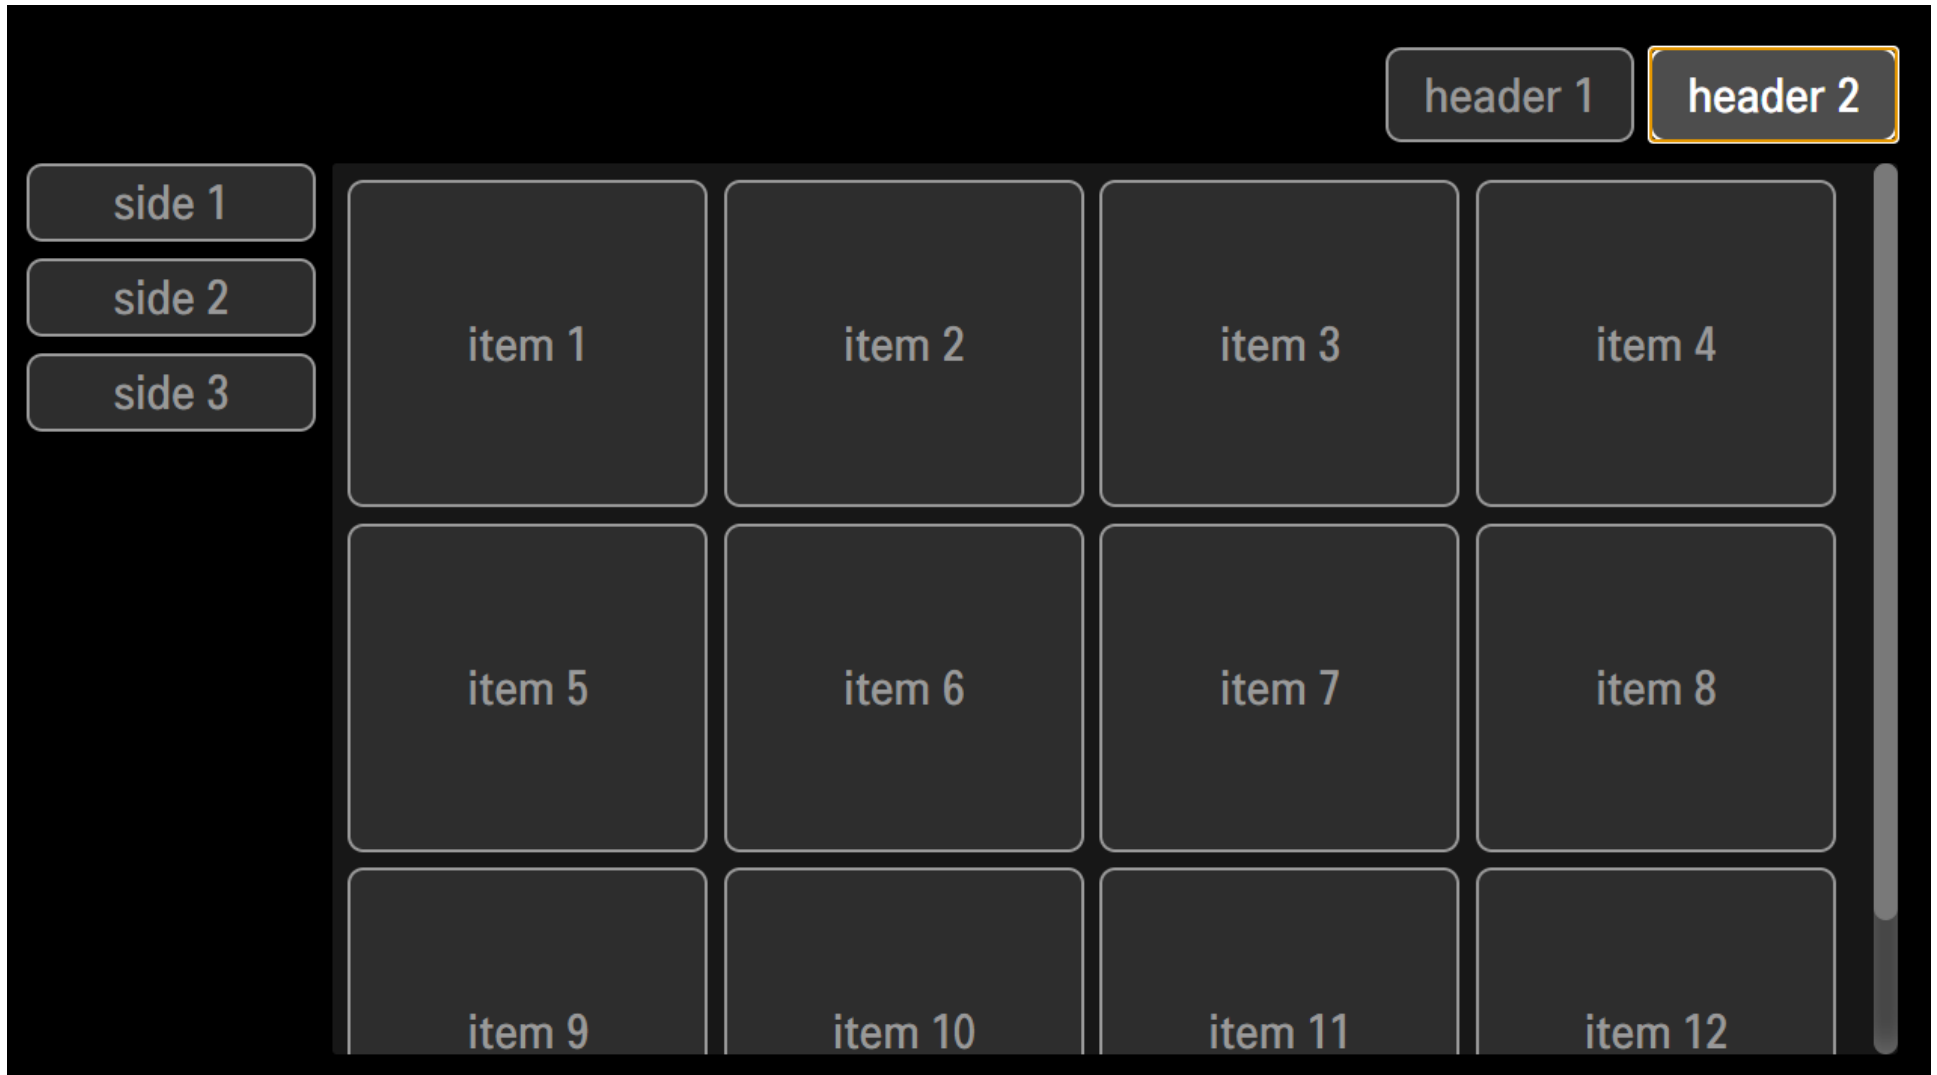 header 1
header 2
side 1
side 2
side 3
item 1
item 2
item 3
item 4
item 5
item 6
item 7
item 8
item 9
item 10
item 11
item 12